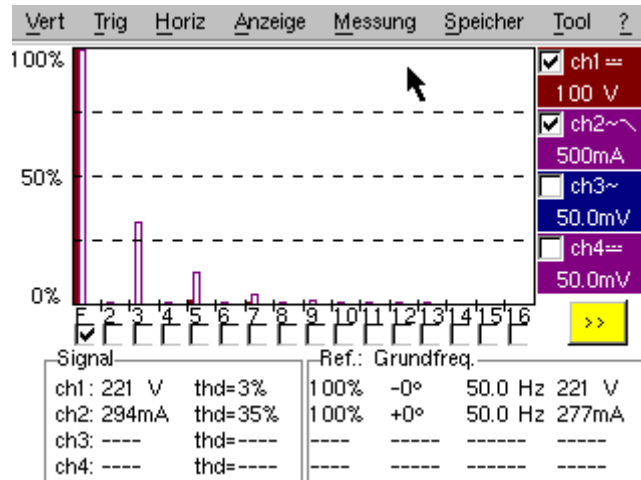 Vert Trig Horiz Anzeige Messung Speicher Tool ?
100%
50%
0%
ch1
100 V
ch2~
500mA
ch3~
50.0mV
ch4
50.0mV
F 2 3 4 5 6 7 8 9 10 11 12 13 14 15 16
>>
Signal
ch1: 221 V thd=3%
ch2: 294mA thd=35%
ch3: ---- thd=----
ch4: ---- thd=----
Ref.: Grundfreq.
100% -0° 50.0 Hz 221 V
100% +0° 50.0 Hz 277mA
---- ---- ------ -----
---- ---- ------ -----